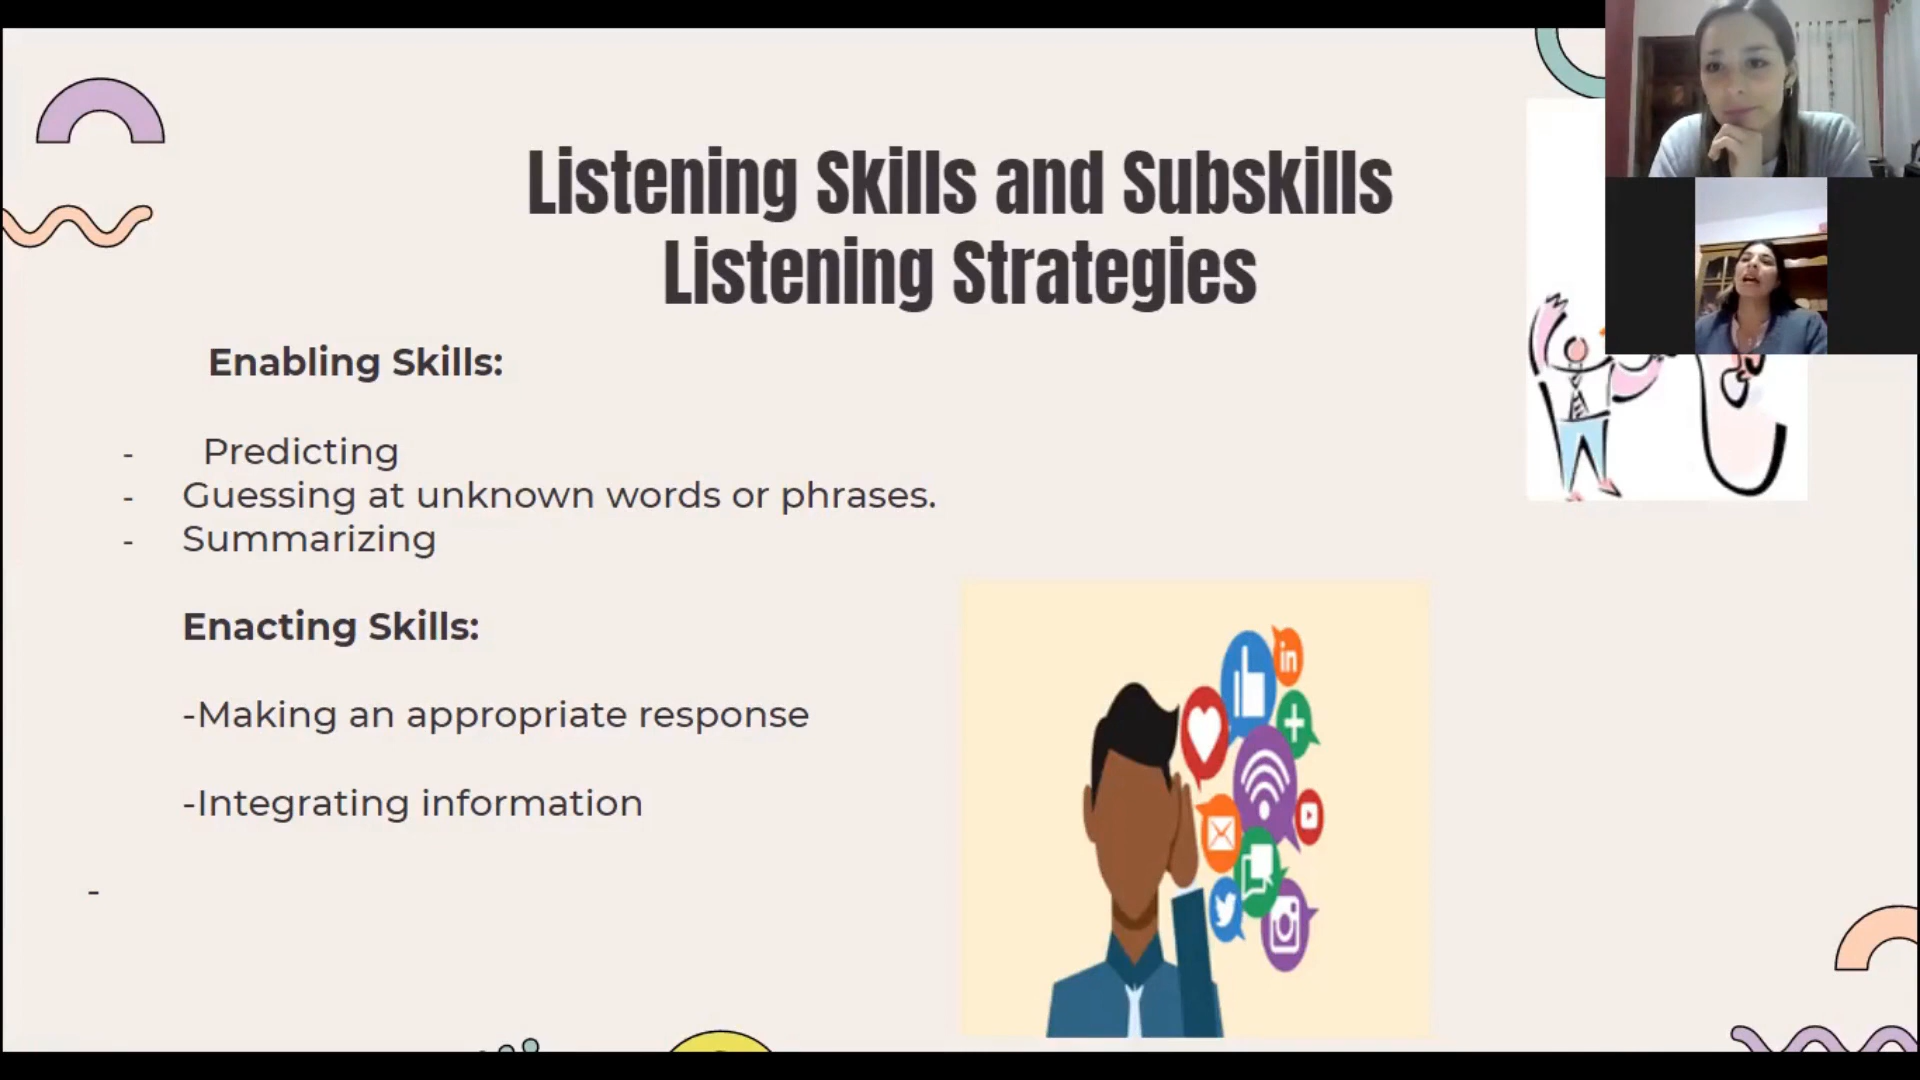 Listening Skills and Subskills
Listening Strategies
Enabling Skills:
- Predicting
- Guessing at unknown words or phrases.
- Summarizing
Enacting Skills:
-Making an appropriate response
-Integrating information
-
in